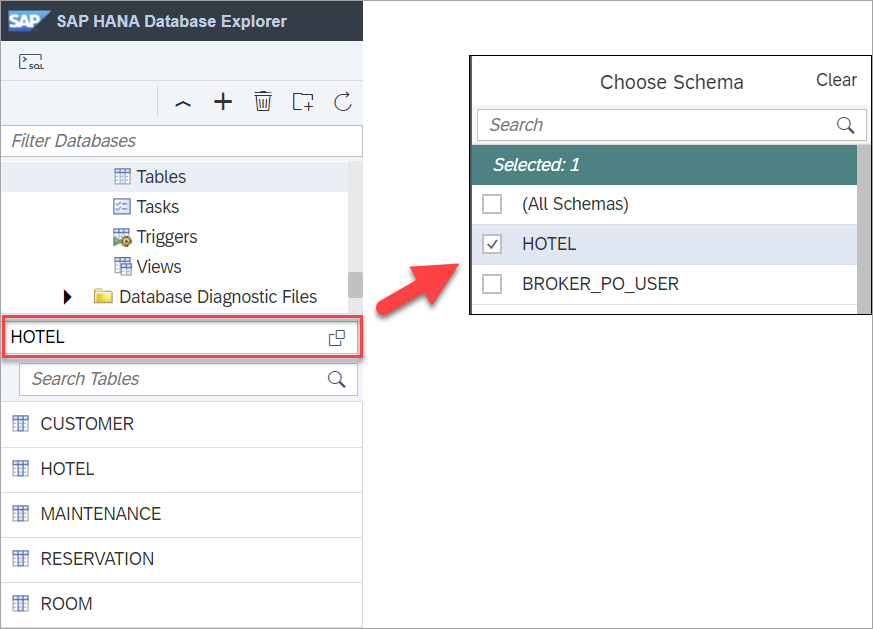 SAP SAP HANA Database Explorer
SQL
Filter Databases
Tables
Tasks
Triggers
Views
Database Diagnostic Files
HOTEL
Search Tables
CUSTOMER
HOTEL
MAINTENANCE
RESERVATION
ROOM
Choose Schema Clear
Search
Selected: 1
(All Schemas)
HOTEL
BROKER_PO_USER